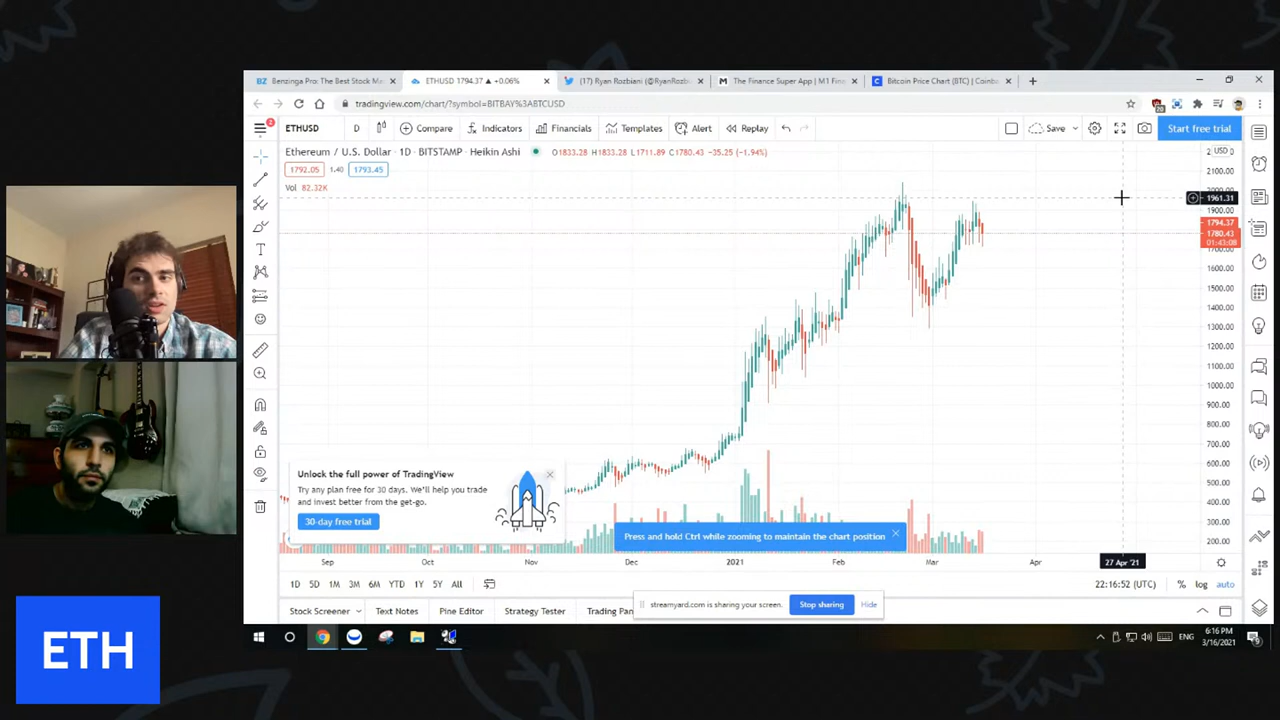 Benzinga Pro: The Best Stock Ma
ETHUSD 1794.37 ▲ +0.06%
(17) Ryan Rozbiani (@RyanRozbi
The Finance Super App | M1 Fin
Bitcoin Price Chart (BTC) | Coinb
tradingview.com/chart/?symbol=BITBAY%3ABTCUSD
ETHUSD D Compare Indicators Financials Templates Alert Replay Save Start free trial
Ethereum / U.S. Dollar · 1D · BITSTAMP · Heikin Ashi O1833.28 H1833.28 L1711.89 C1780.43 -35.25 (-1.94%)
1792.05 1.40 1793.45
Vol 82.32K
USD
2100.00
2000.00
1961.31
1900.00
1794.37
1780.43
01:43:08
1700.00
1600.00
1500.00
1400.00
1300.00
1200.00
1100.00
1000.00
900.00
800.00
700.00
600.00
500.00
400.00
300.00
200.00
Unlock the full power of TradingView
Try any plan free for 30 days. We'll help you trade
and invest better from the get-go.
30-day free trial
Press and hold Ctrl while zooming to maintain the chart position
Sep Oct Nov Dec 2021 Feb Mar Apr 27 Apr '21
1D 5D 1M 3M 6M YTD 1Y 5Y All 22:16:52 (UTC) % log auto
Stock Screener Text Notes Pine Editor Strategy Tester Trading Pan
streamyard.com is sharing your screen. Stop sharing Hide
ENG
6:16 PM
3/16/2021
ETH